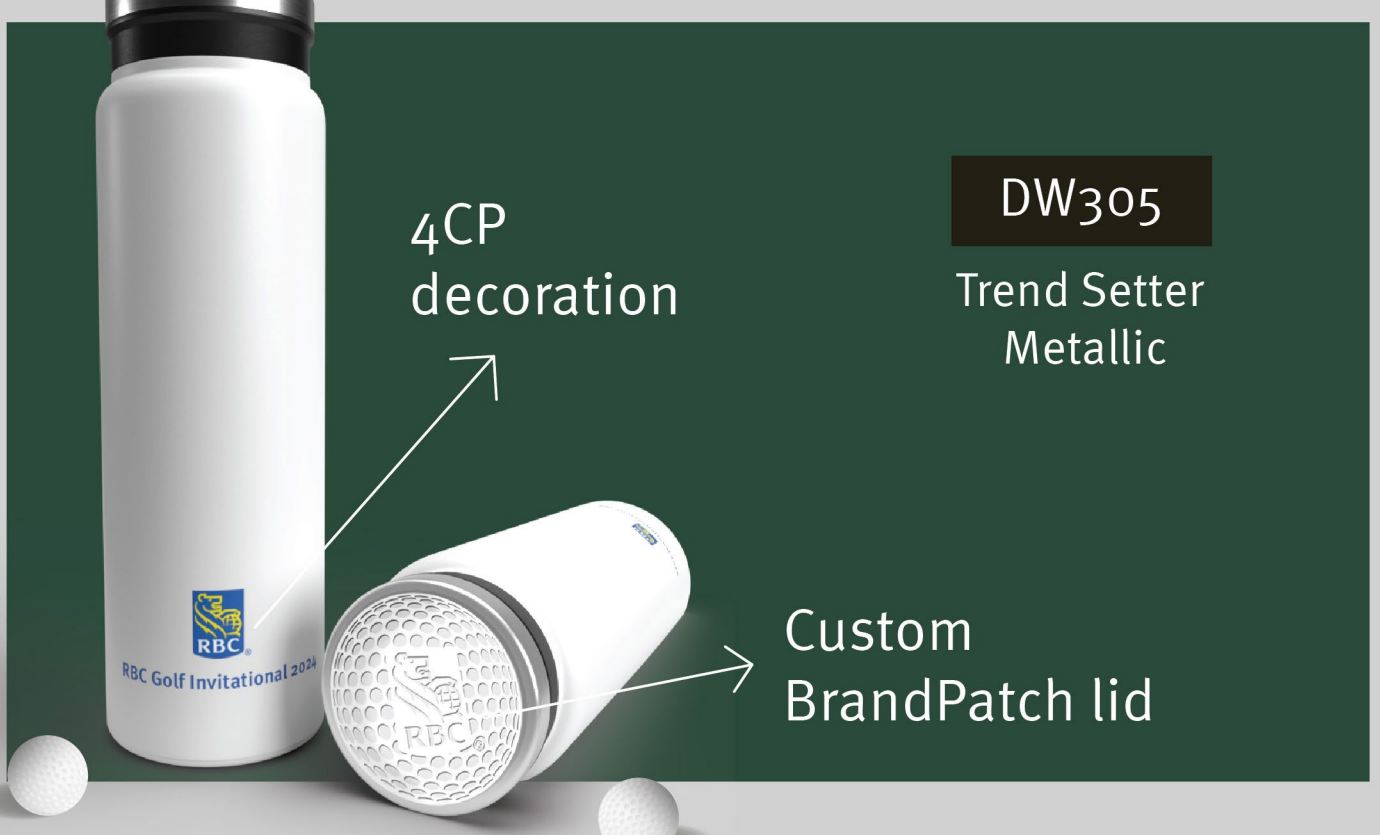 4CP
decoration
DW305
Trend Setter
Metallic
RBC®
RBC Golf Invitational 2024
RBC®
Custom
BrandPatch lid